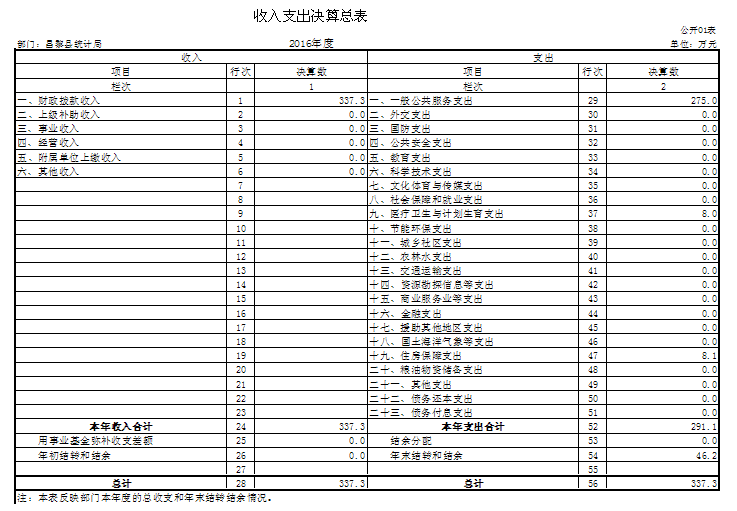 收入支出决算总表
公开01表
部门：昌黎县统计局 2016年度 单位：万元
收入 支出
项目 行次 决算数 项目 行次 决算数
栏次 1 栏次 2
一、财政拨款收入 1 337.3 一、一般公共服务支出 29 275.0
二、上级补助收入 2 0.0 二、外交支出 30 0.0
三、事业收入 3 0.0 三、国防支出 31 0.0
四、经营收入 4 0.0 四、公共安全支出 32 0.0
五、附属单位上缴收入 5 0.0 五、教育支出 33 0.0
六、其他收入 6 0.0 六、科学技术支出 34 0.0
7 七、文化体育与传媒支出 35 0.0
8 八、社会保障和就业支出 36 0.0
9 九、医疗卫生与计划生育支出 37 8.0
10 十、节能环保支出 38 0.0
11 十一、城乡社区支出 39 0.0
12 十二、农林水支出 40 0.0
13 十三、交通运输支出 41 0.0
14 十四、资源勘探信息等支出 42 0.0
15 十五、商业服务业等支出 43 0.0
16 十六、金融支出 44 0.0
17 十七、援助其他地区支出 45 0.0
18 十八、国土海洋气象等支出 46 0.0
19 十九、住房保障支出 47 8.1
20 二十、粮油物资储备支出 48 0.0
21 二十一、其他支出 49 0.0
22 二十二、债务还本支出 50 0.0
23 二十三、债务付息支出 51 0.0
本年收入合计 24 337.3 本年支出合计 52 291.1
用事业基金弥补收支差额 25 0.0 结余分配 53 0.0
年初结转和结余 26 0.0 年末结转和结余 54 46.2
27 55
总计 28 337.3 总计 56 337.3
注：本表反映部门本年度的总收支和年末结转结余情况。